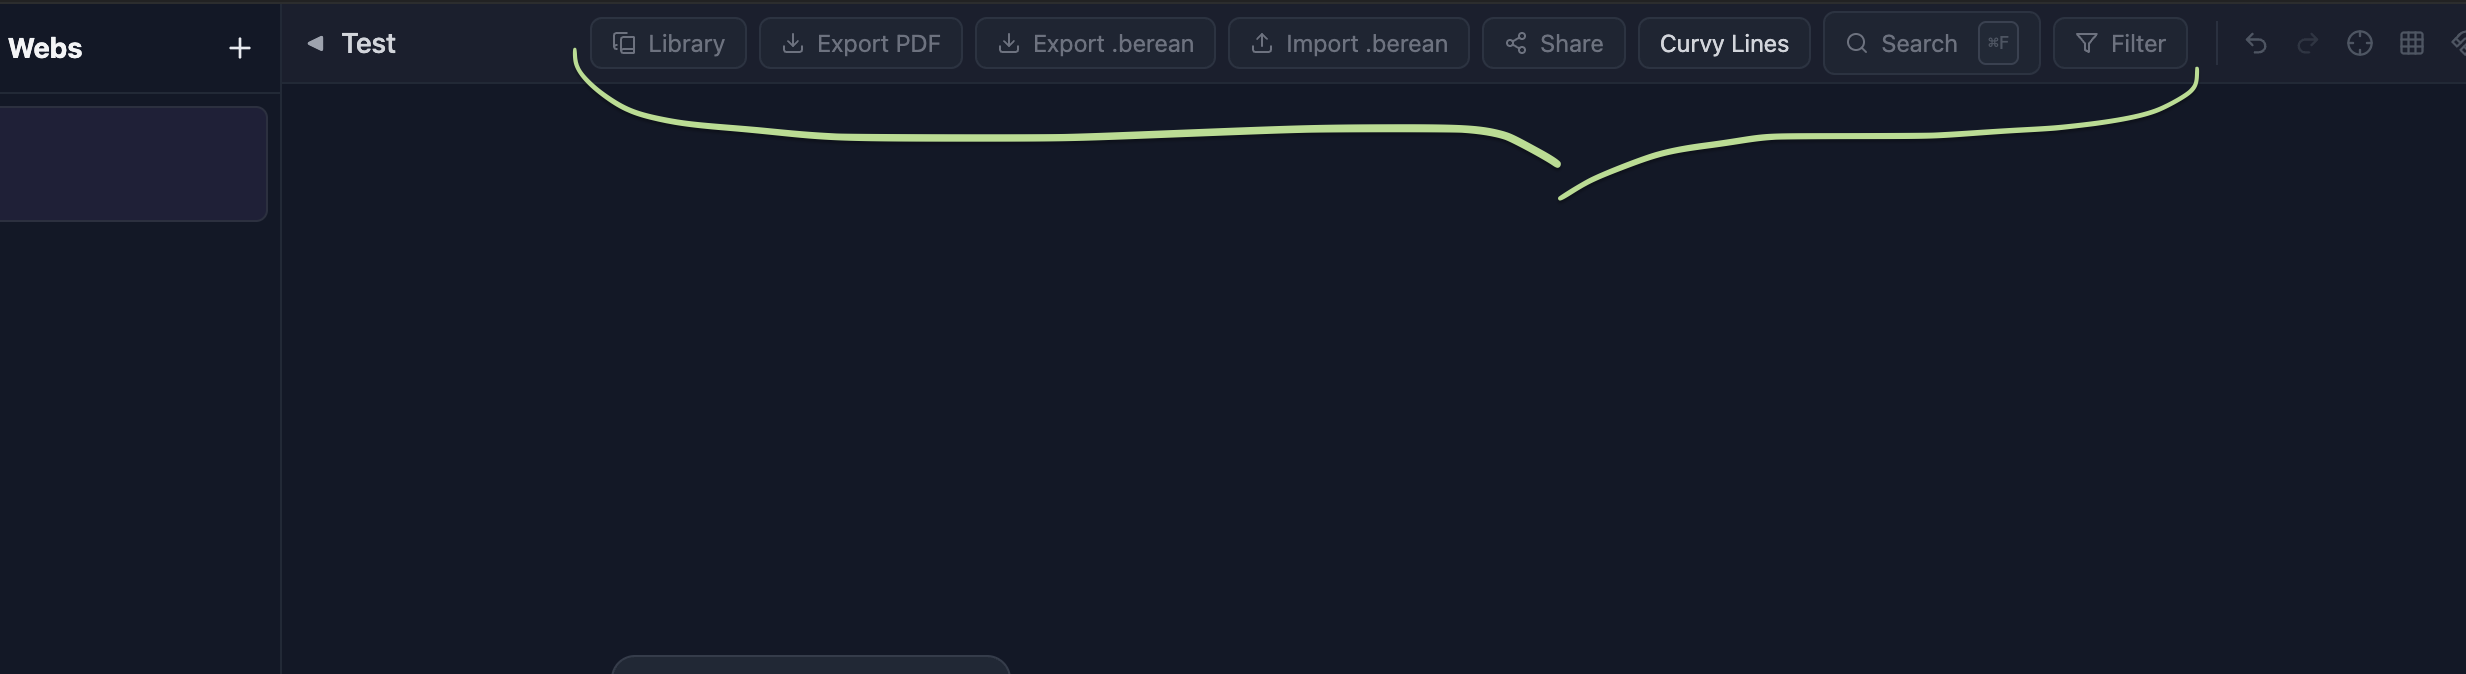 Webs
Test
Library
Export PDF
Export .berean
Import .berean
Share
Curvy Lines
Search ⌘F
Filter